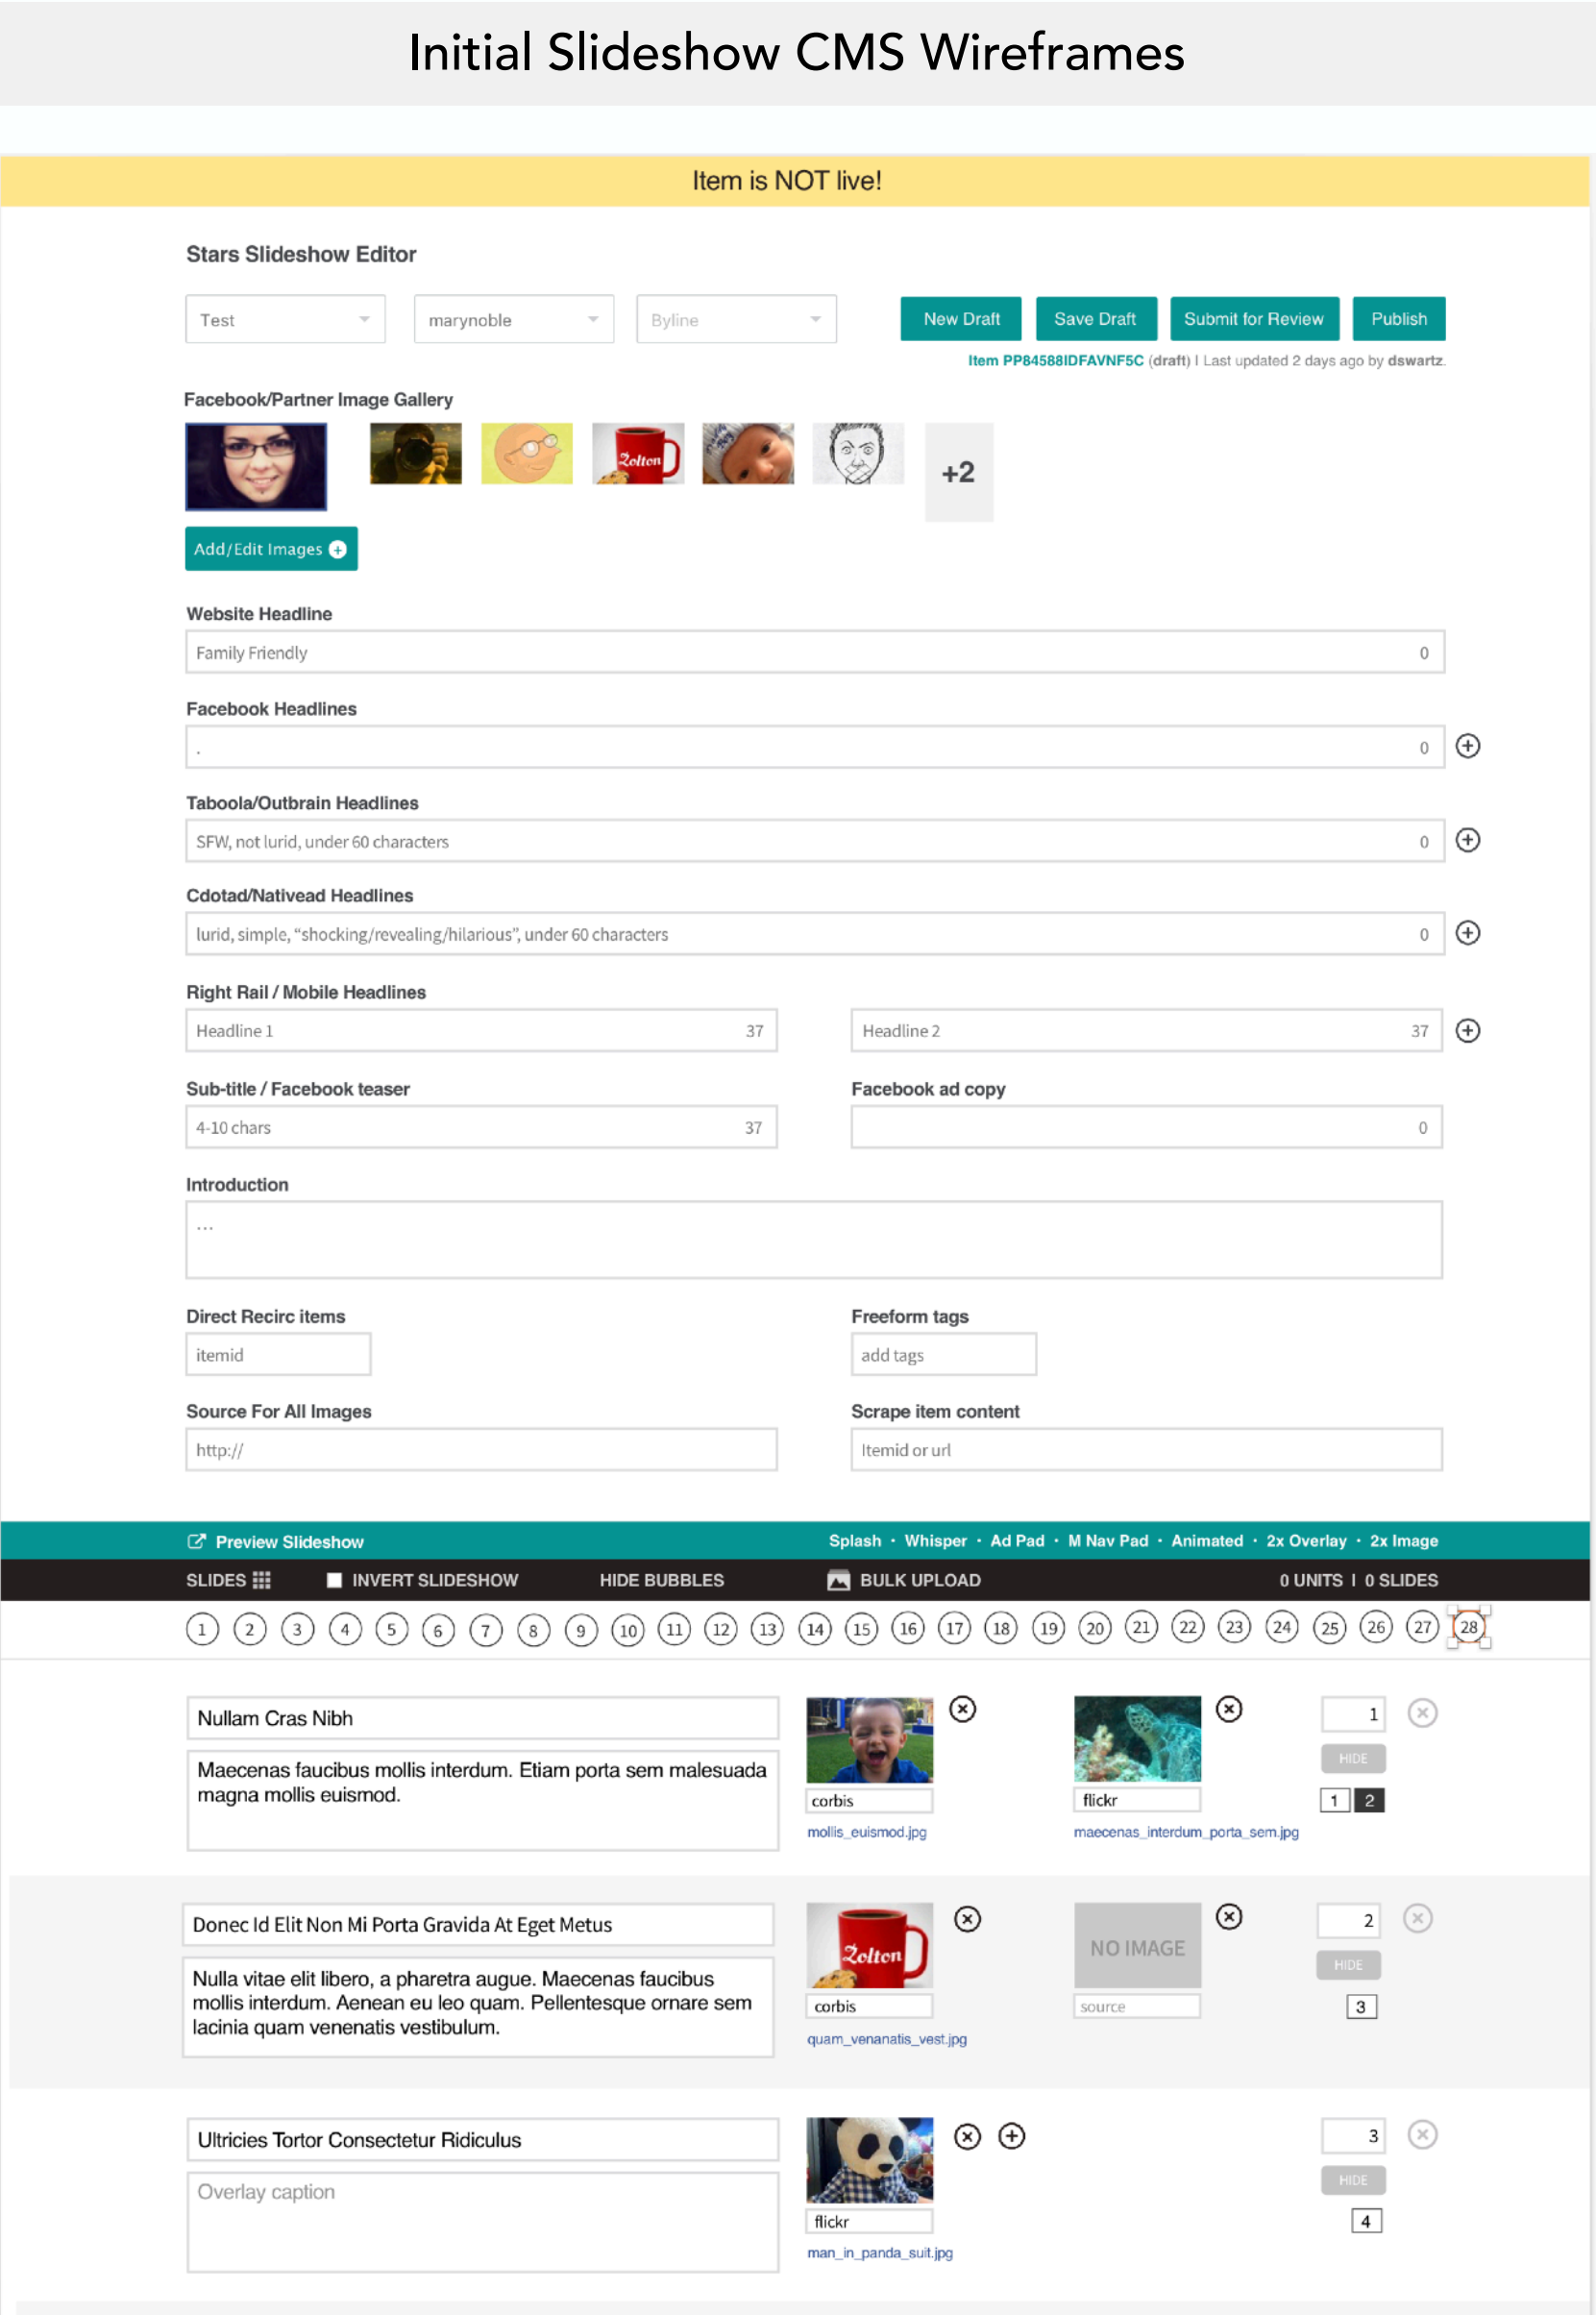 Initial Slideshow CMS Wireframes
Item is NOT live!
Stars Slideshow Editor
Test
marynoble
Byline
New Draft
Save Draft
Submit for Review
Publish
Item PP84588IDFAVNF5C (draft) I Last updated 2 days ago by dswartz.
Facebook/Partner Image Gallery
Zolton
+2
Add/Edit Images
Website Headline
Family Friendly 0
Facebook Headlines
. 0
Taboola/Outbrain Headlines
SFW, not lurid, under 60 characters 0
Cdotad/Nativead Headlines
lurid, simple, “shocking/revealing/hilarious”, under 60 characters 0
Right Rail / Mobile Headlines
Headline 1 37
Headline 2 37
Sub-title / Facebook teaser
4-10 chars 37
Facebook ad copy
0
Introduction
...
Direct Recirc items
itemid
Freeform tags
add tags
Source For All Images
http://
Scrape item content
Itemid or url
Preview Slideshow
Splash • Whisper • Ad Pad • M Nav Pad • Animated • 2x Overlay • 2x Image
SLIDES
INVERT SLIDESHOW
HIDE BUBBLES
BULK UPLOAD
0 UNITS I 0 SLIDES
1 2 3 4 5 6 7 8 9 10 11 12 13 14 15 16 17 18 19 20 21 22 23 24 25 26 27 28
Nullam Cras Nibh
Maecenas faucibus mollis interdum. Etiam porta sem malesuada
magna mollis euismod.
corbis
mollis_euismod.jpg
flickr
maecenas_interdum_porta_sem.jpg
1
HIDE
1 2
Donec Id Elit Non Mi Porta Gravida At Eget Metus
Nulla vitae elit libero, a pharetra augue. Maecenas faucibus
mollis interdum. Aenean eu leo quam. Pellentesque ornare sem
lacinia quam venenatis vestibulum.
Zolton
corbis
quam_venanatis_vest.jpg
NO IMAGE
source
2
HIDE
3
Ultricies Tortor Consectetur Ridiculus
Overlay caption
flickr
man_in_panda_suit.jpg
3
HIDE
4